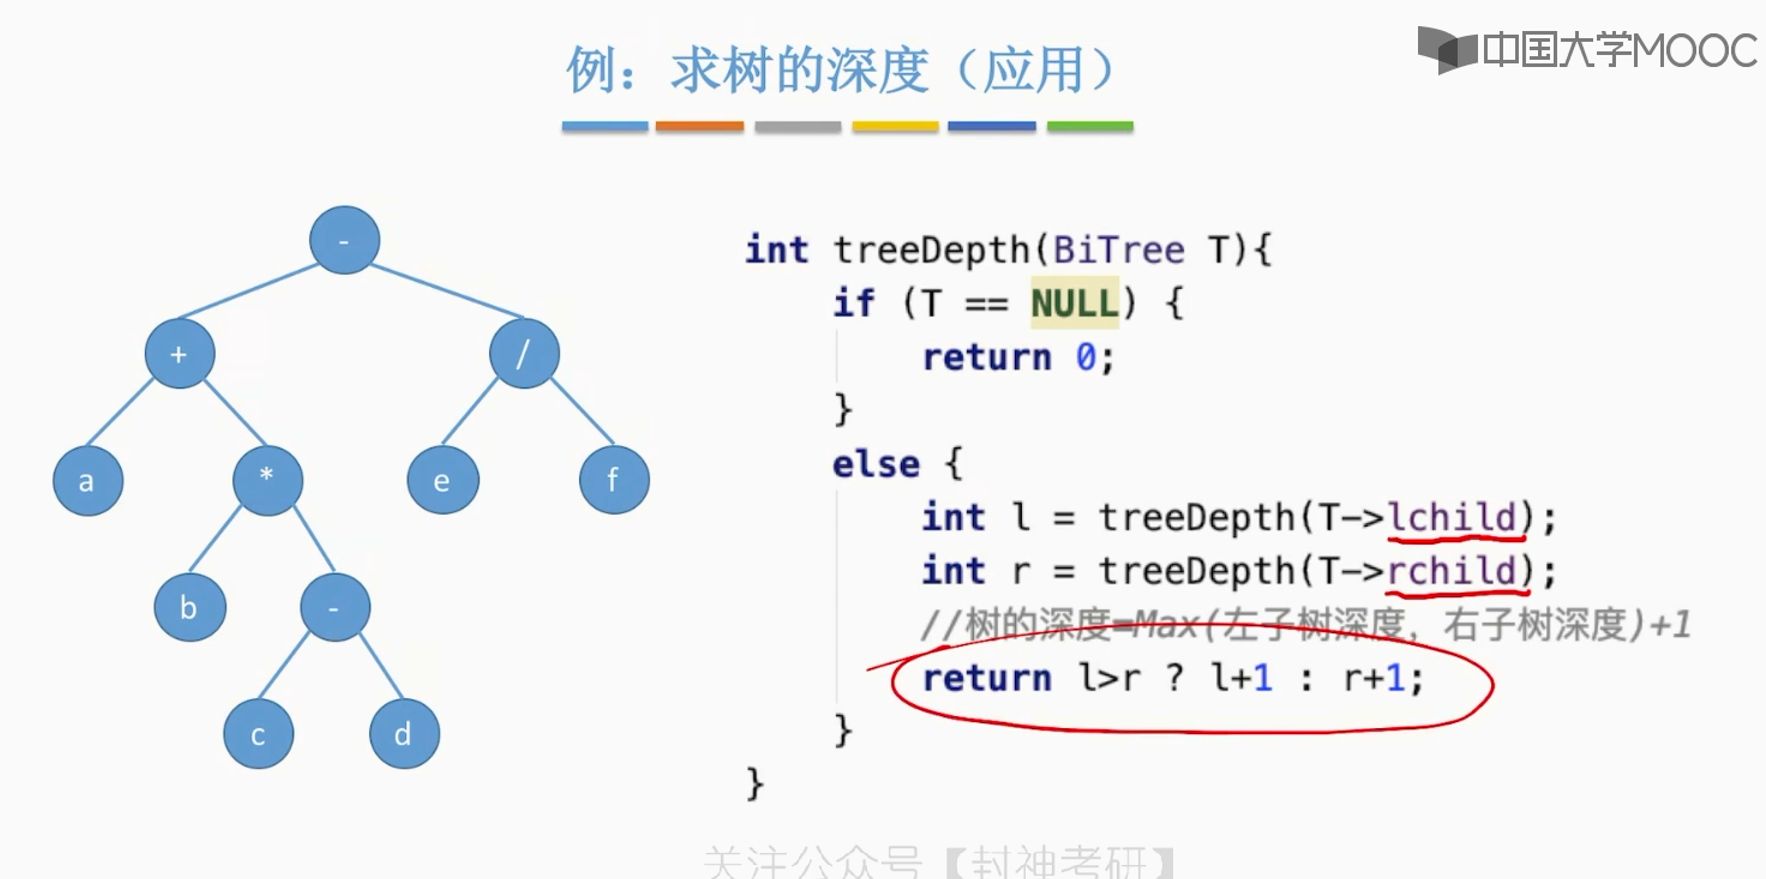 例：求树的深度（应用）
中国大学MOOC
-
+
/
a
*
e
f
b
-
c
d
int treeDepth(BiTree T){
if (T == NULL) {
return 0;
}
else {
int l = treeDepth(T->lchild);
int r = treeDepth(T->rchild);
//树的深度=Max(左子树深度，右子树深度)+1
return l>r ? l+1 : r+1;
}
}
关注公众号【封神考研】